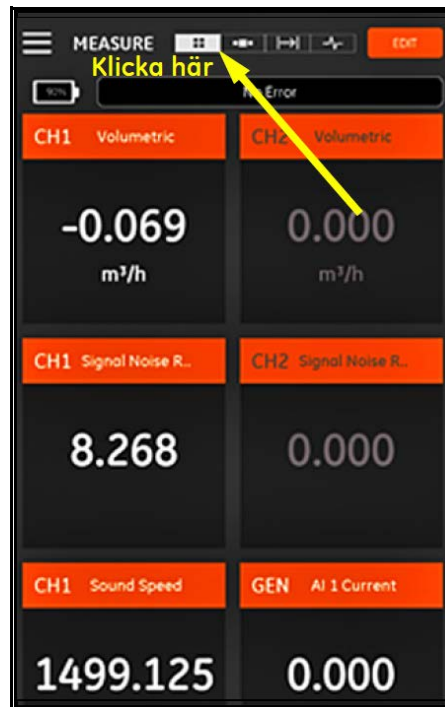 MEASURE EDIT
Klicka här
90% No Error
CH1 Volumetric
CH2 Volumetric
-0.069
m³/h
0.000
m³/h
CH1 Signal Noise R...
CH2 Signal Noise R...
8.268
0.000
CH1 Sound Speed
GEN AI 1 Current
1499.125
0.000